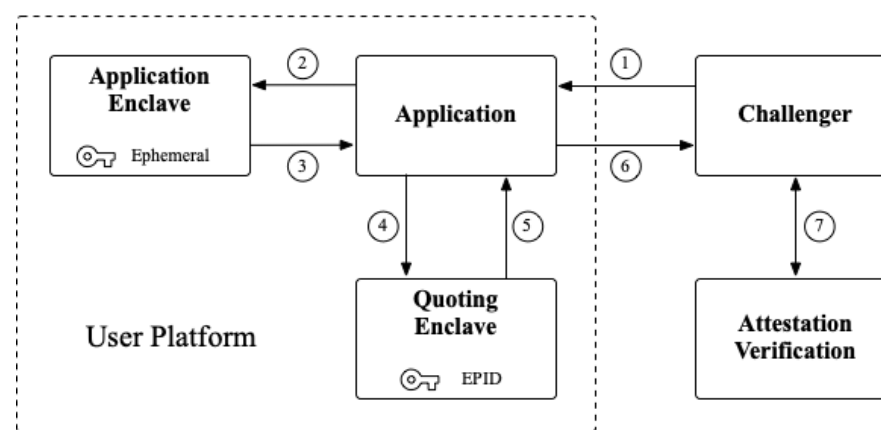 Application
Enclave
Ephemeral
2
3
Application
1
6
Challenger
4
5
7
Quoting
Enclave
EPID
User Platform
Attestation
Verification